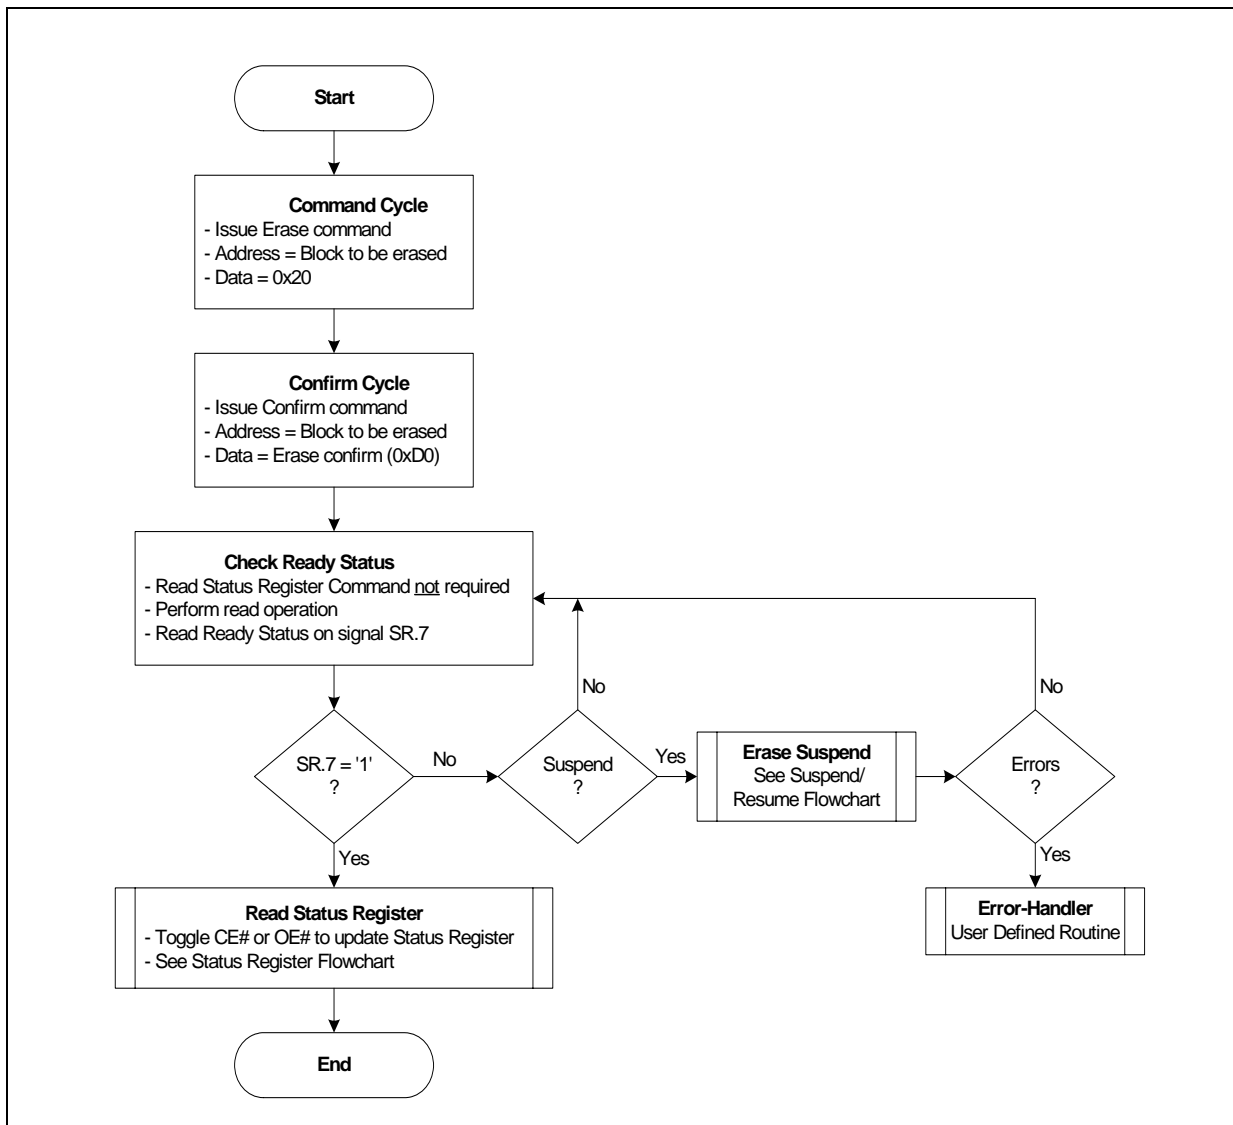 Start
Command Cycle
- Issue Erase command
- Address = Block to be erased
- Data = 0x20
Confirm Cycle
- Issue Confirm command
- Address = Block to be erased
- Data = Erase confirm (0xD0)
Check Ready Status
- Read Status Register Command not required
- Perform read operation
- Read Ready Status on signal SR.7
No
No
SR.7 = '1'
?
No
Suspend
?
Yes
Erase Suspend
See Suspend/
Resume Flowchart
Errors
?
Yes
Yes
Read Status Register
- Toggle CE# or OE# to update Status Register
- See Status Register Flowchart
Error-Handler
User Defined Routine
End